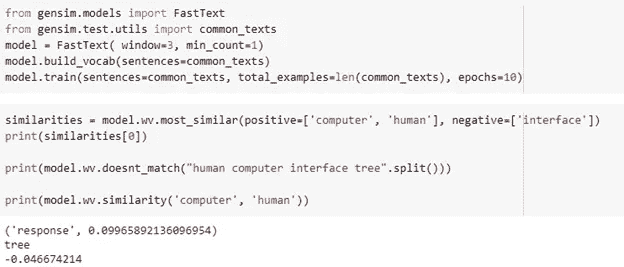 from gensim.models import FastText
from gensim.test.utils import common_texts
model = FastText( window=3, min_count=1)
model.build_vocab(sentences=common_texts)
model.train(sentences=common_texts, total_examples=len(common_texts), epochs=10)
similarities = model.wv.most_similar(positive=['computer', 'human'], negative=['interface'])
print(similarities[0])
print(model.wv.doesnt_match("human computer interface tree".split()))
print(model.wv.similarity('computer', 'human'))
('response', 0.09965892136096954)
tree
-0.046674214